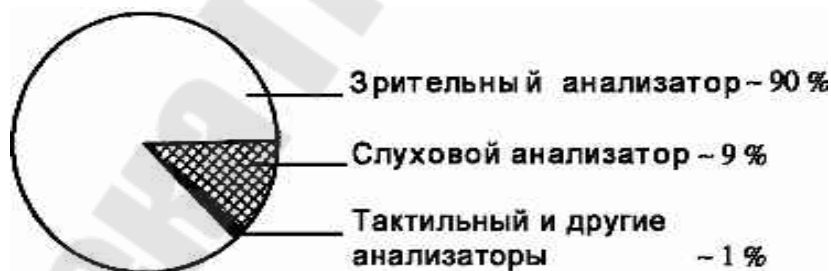 Зрительный анализатор ~ 90 %
Слуховой анализатор ~ 9 %
Тактильный и другие
анализаторы ~ 1 %